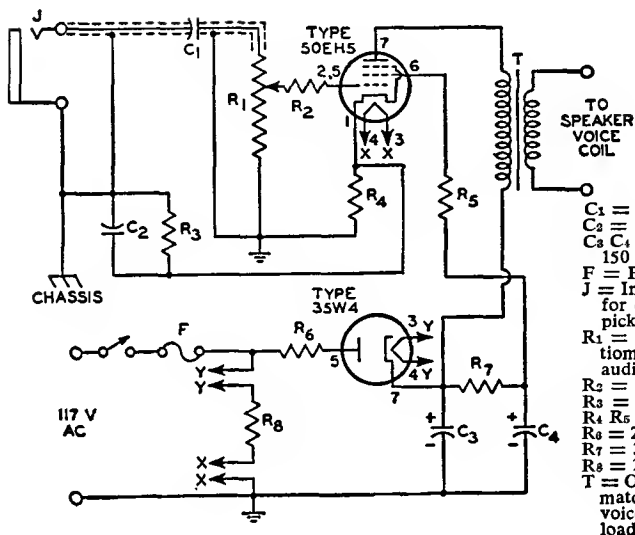 J
C1
TYPE
50EH5
7
6
2,5
R1
R2
1
4 3
X X
R4
R5
T
TO
SPEAKER
VOICE
COIL
C2
R3
CHASSIS
TYPE
35W4
F
R6
5
3
Y
4
Y
7
R7
Y
Y
R8
117 V
AC
X
X
+
-
C3
+
-
C4
C1 =
C2 =
C3 C4
150
F = F
J = In
for
pick
R1 =
tiom
audi
R2 =
R3 =
R4 R5
R6 = 2
R7 =
R8 =
T = O
mato
voic
load